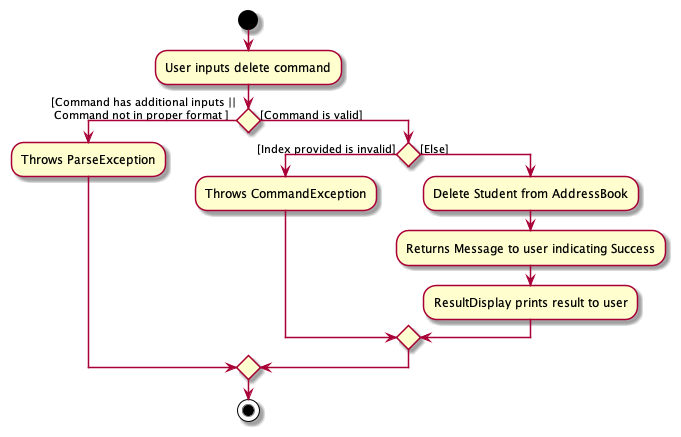 User inputs delete command
[Command has additional inputs ||
Command not in proper format ]
[Command is valid]
Throws ParseException
[Index provided is invalid]
[Else]
Throws CommandException
Delete Student from AddressBook
Returns Message to user indicating Success
ResultDisplay prints result to user